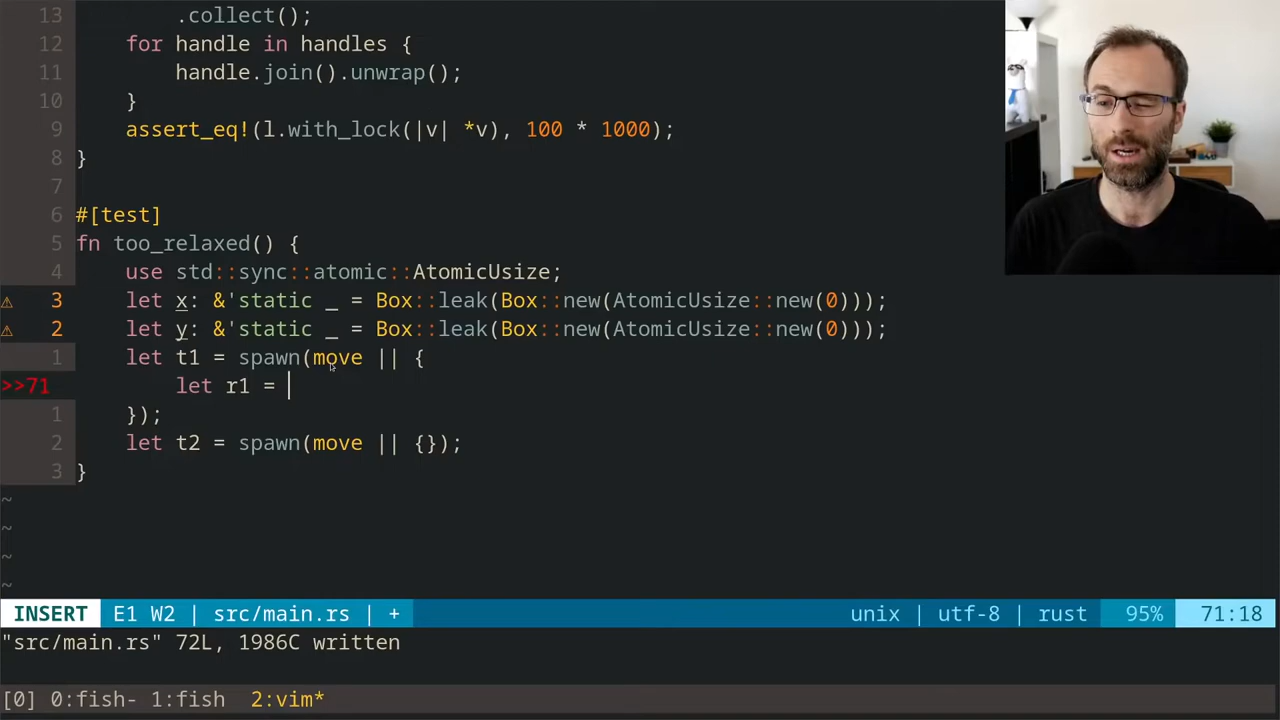 13 .collect();
12 for handle in handles {
11 handle.join().unwrap();
10 }
9 assert_eq!(l.with_lock(|v| *v), 100 * 1000);
8 }
7
6 #[test]
5 fn too_relaxed() {
4 use std::sync::atomic::AtomicUsize;
⚠ 3 let x: &'static _ = Box::leak(Box::new(AtomicUsize::new(0)));
⚠ 2 let y: &'static _ = Box::leak(Box::new(AtomicUsize::new(0)));
1 let t1 = spawn(move || {
>>71 let r1 =
1 });
2 let t2 = spawn(move || {});
3 }
~
~
~
~
INSERT E1 W2 | src/main.rs | + unix | utf-8 | rust 95% 71:18
"src/main.rs" 72L, 1986C written
[0] 0:fish- 1:fish 2:vim*